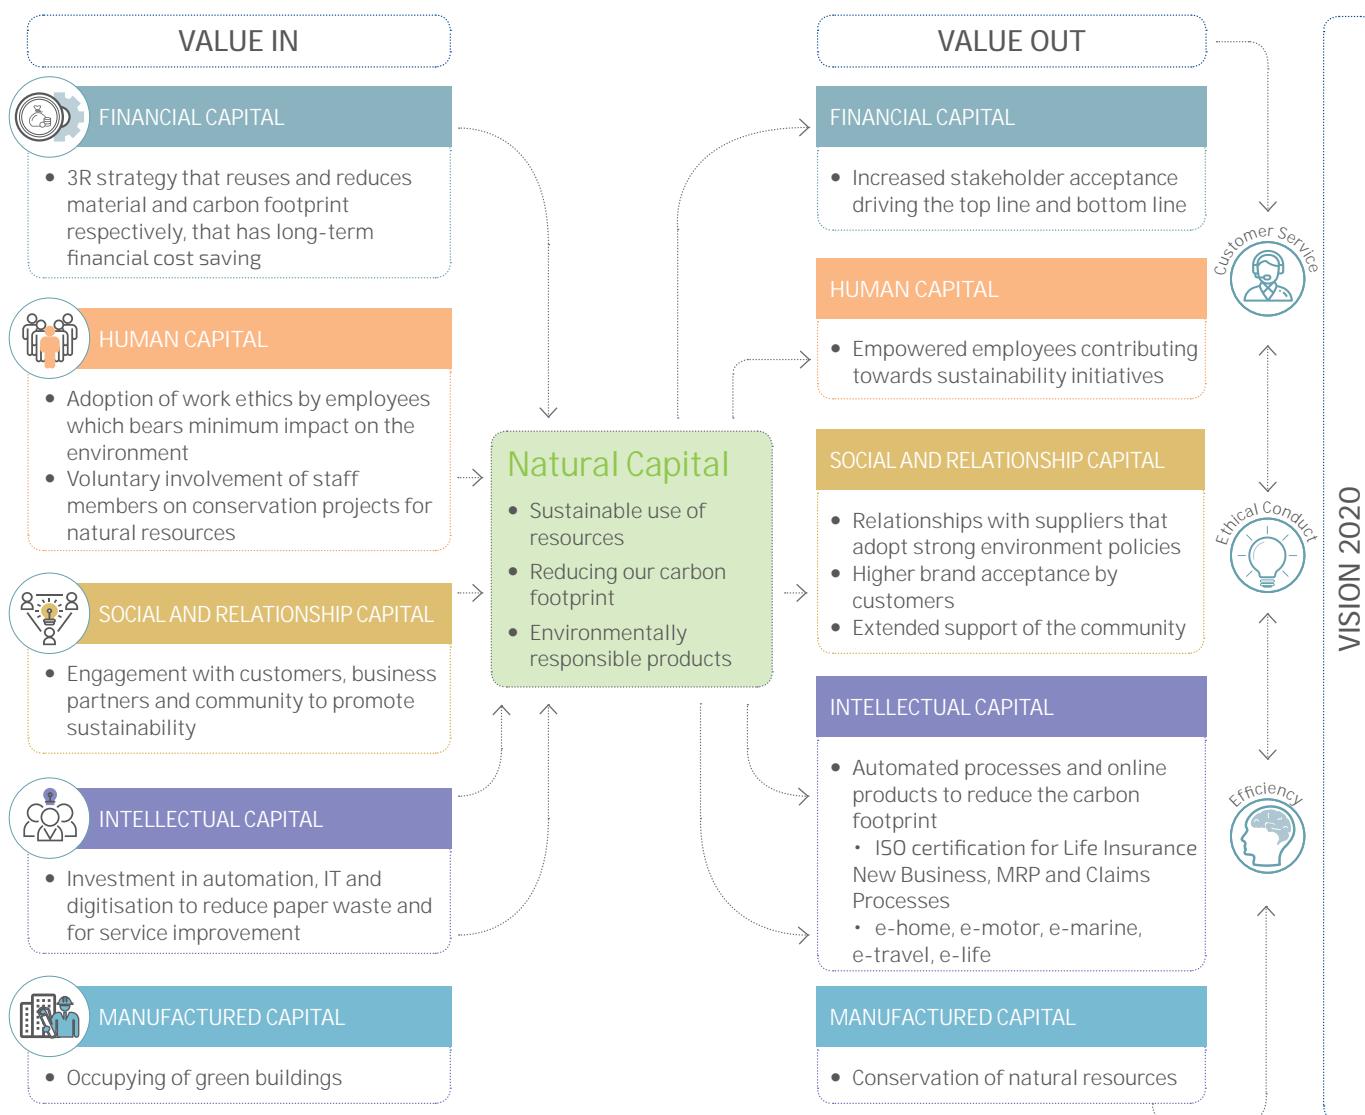 VALUE IN
FINANCIAL CAPITAL
• 3R strategy that reuses and reduces
material and carbon footprint
respectively, that has long-term
financial cost saving
HUMAN CAPITAL
• Adoption of work ethics by employees
which bears minimum impact on the
environment
• Voluntary involvement of staff
members on conservation projects for
natural resources
SOCIAL AND RELATIONSHIP CAPITAL
• Engagement with customers, business
partners and community to promote
sustainability
INTELLECTUAL CAPITAL
• Investment in automation, IT and
digitisation to reduce paper waste and
for service improvement
MANUFACTURED CAPITAL
• Occupying of green buildings
Natural Capital
• Sustainable use of
resources
• Reducing our carbon
footprint
• Environmentally
responsible products
VALUE OUT
FINANCIAL CAPITAL
• Increased stakeholder acceptance
driving the top line and bottom line
HUMAN CAPITAL
• Empowered employees contributing
towards sustainability initiatives
SOCIAL AND RELATIONSHIP CAPITAL
• Relationships with suppliers that
adopt strong environment policies
• Higher brand acceptance by
customers
• Extended support of the community
INTELLECTUAL CAPITAL
• Automated processes and online
products to reduce the carbon
footprint
• ISO certification for Life Insurance
New Business, MRP and Claims
Processes
• e-home, e-motor, e-marine,
e-travel, e-life
MANUFACTURED CAPITAL
• Conservation of natural resources
Customer Service
Ethical Conduct
Efficiency
VISION 2020